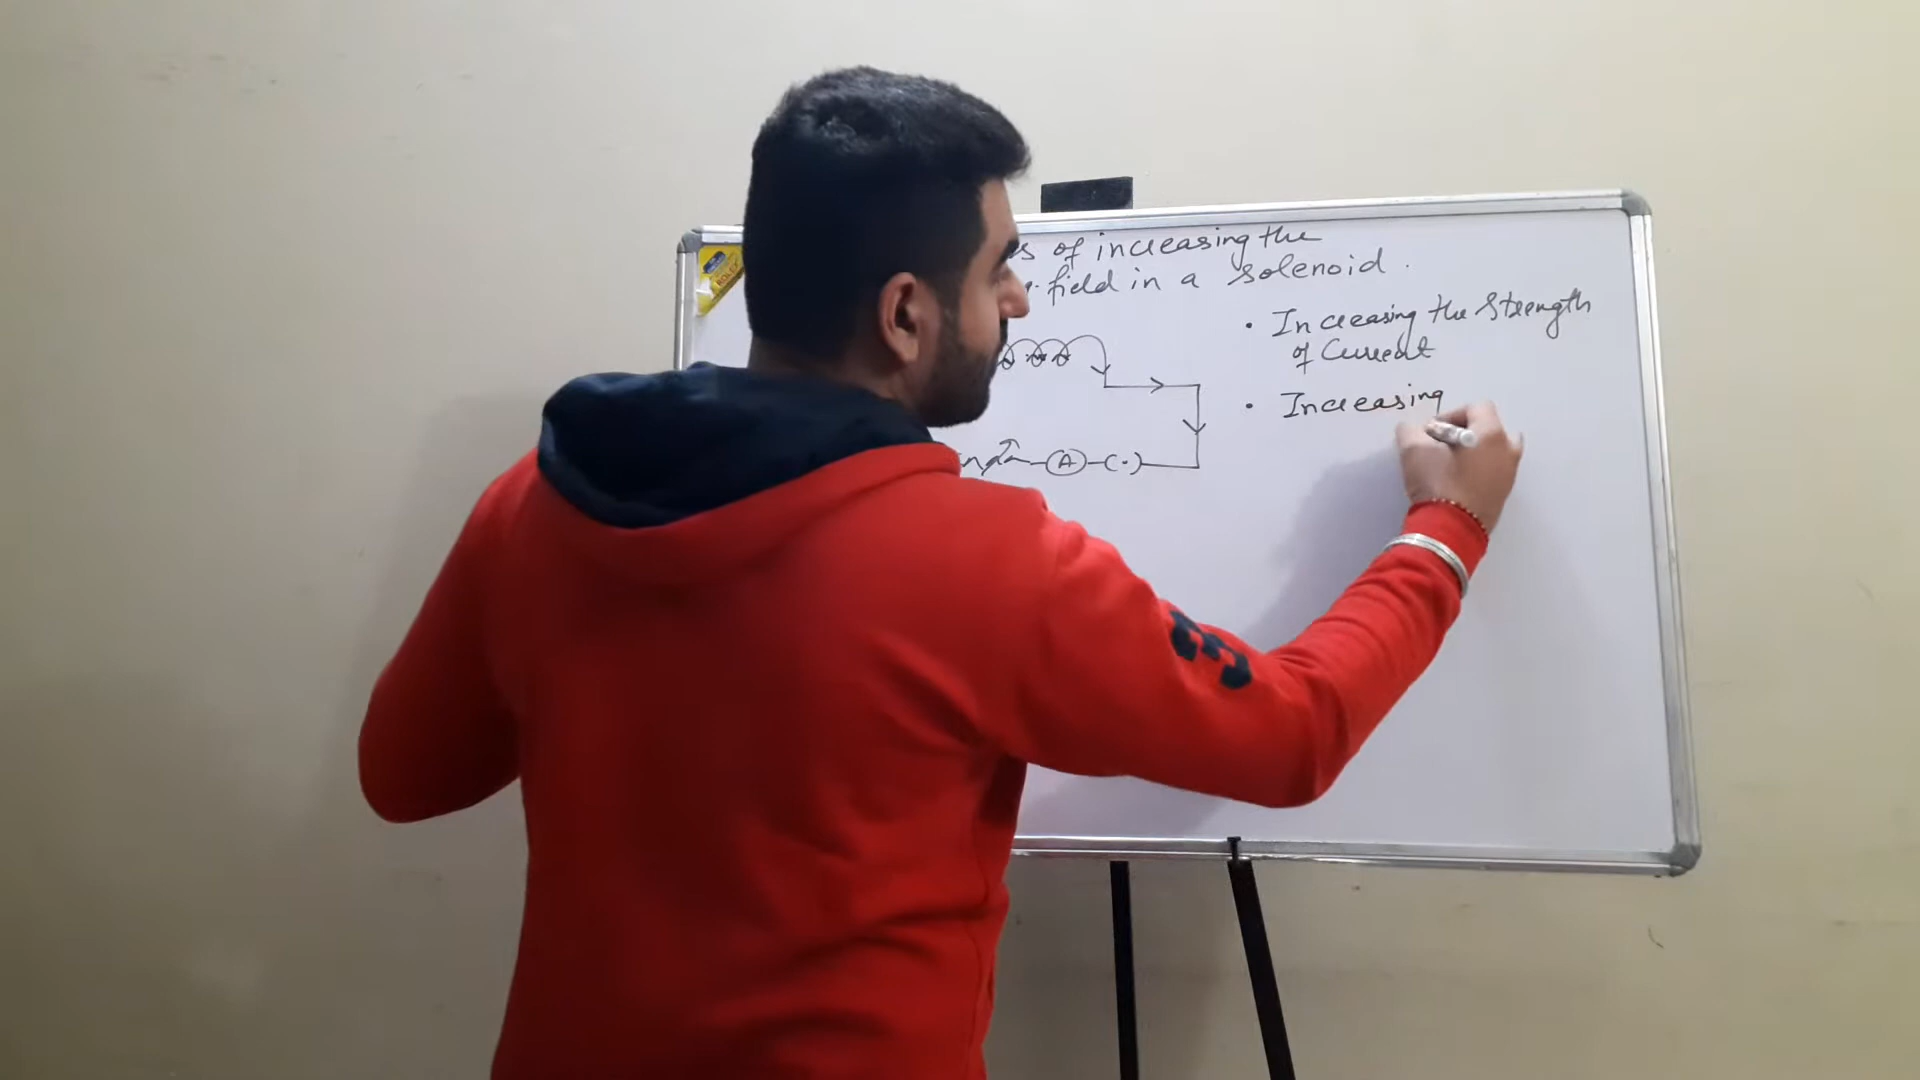 of increasing the
field in a solenoid.
• Increasing the Strength
of Current
• Increasing
A
(·)